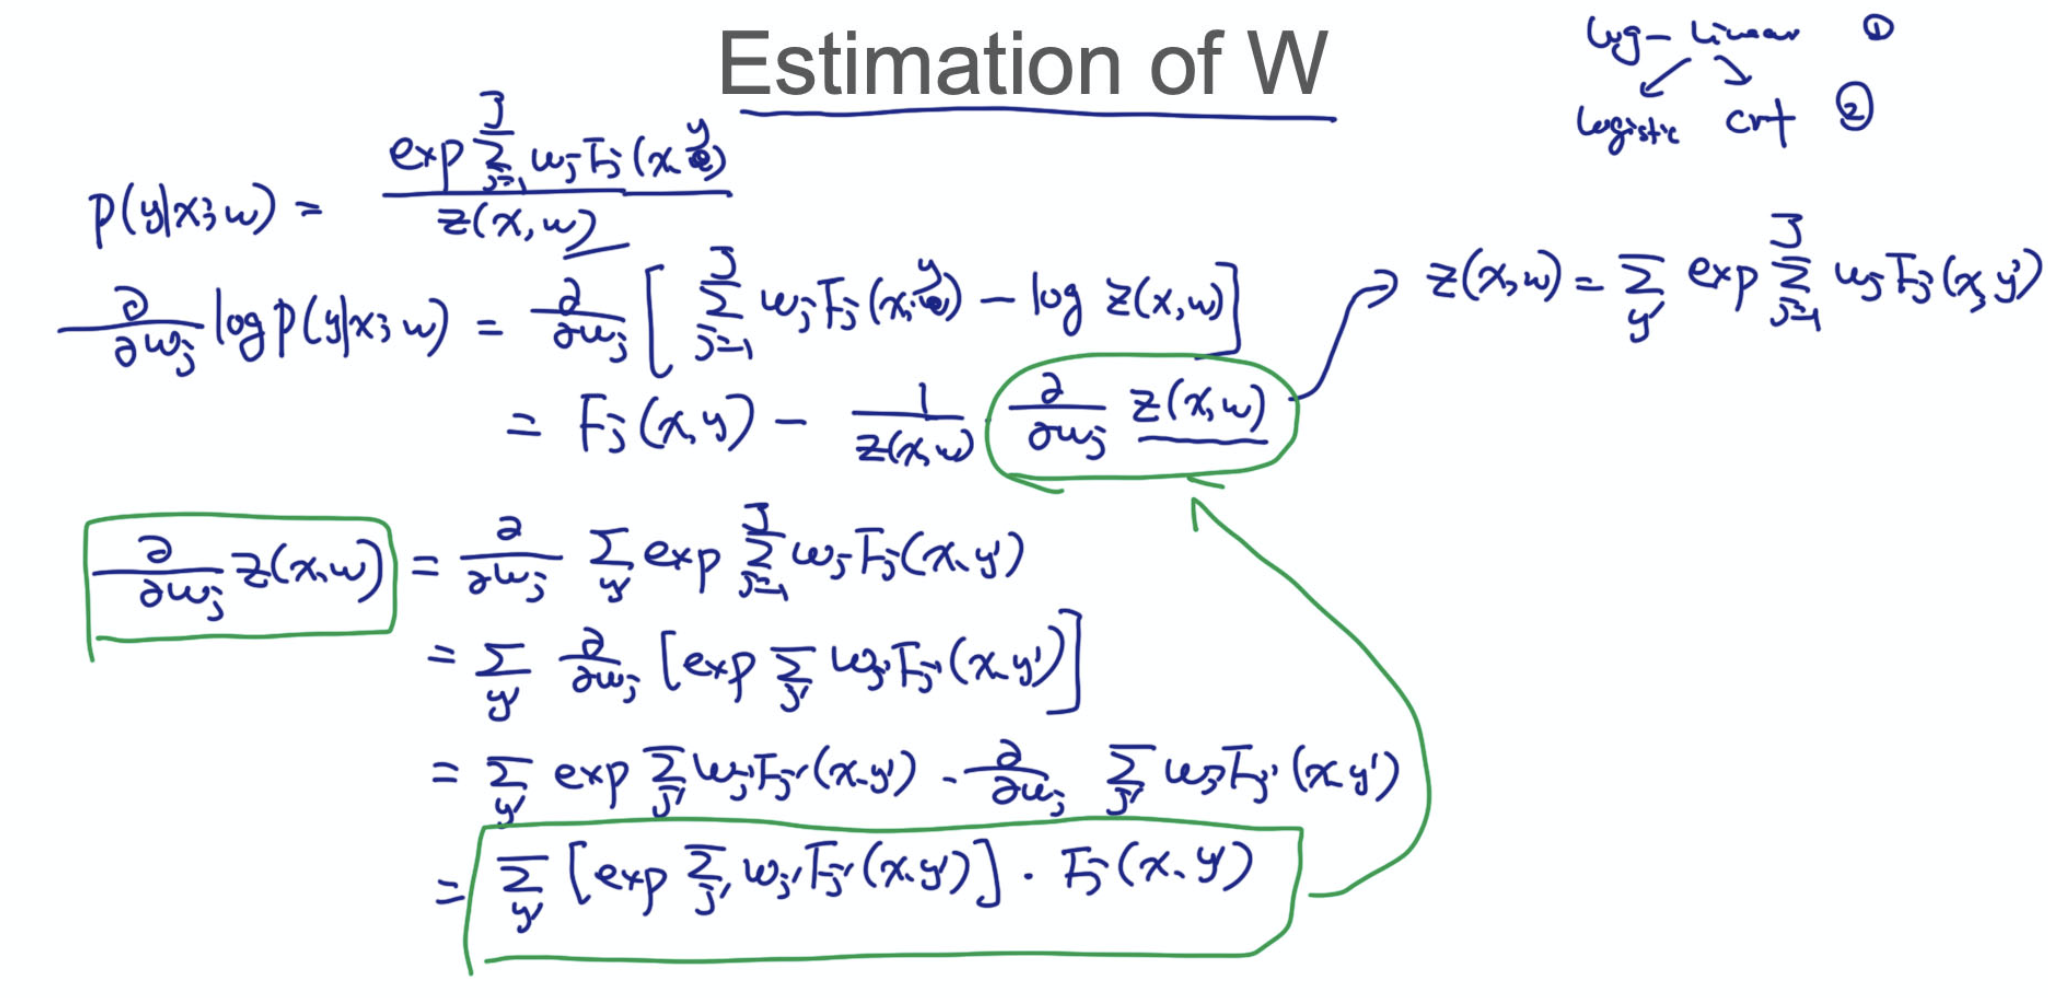 Estimation of W
log-linear ①
logistic crf ②
p(y|x;w) = exp Σ_{j=1}^{J} w_j F_j(x,y) / z(x,w)
∂/∂w_j log p(y|x;w) = ∂/∂w_j [ Σ_{j=1}^{J} w_j F_j(x,y) - log z(x,w) ]
z(x,w) = Σ_{y'} exp Σ_{j=1}^{J} w_j F_j(x,y')
= F_j(x,y) - 1/z(x,w) · ∂/∂w_j z(x,w)
∂/∂w_j z(x,w) = ∂/∂w_j Σ_{y'} exp Σ_{j=1}^{J} w_j F_j(x,y')
= Σ_{y'} ∂/∂w_j [exp Σ_{j'} w_{j'} F_{j'}(x,y')]
= Σ_{y'} exp Σ_{j'} w_{j'} F_{j'}(x,y') · ∂/∂w_j Σ_{j'} w_{j'} F_{j'}(x,y')
= Σ_{y'} [exp Σ_{j'} w_{j'} F_{j'}(x,y')] · F_j(x,y')